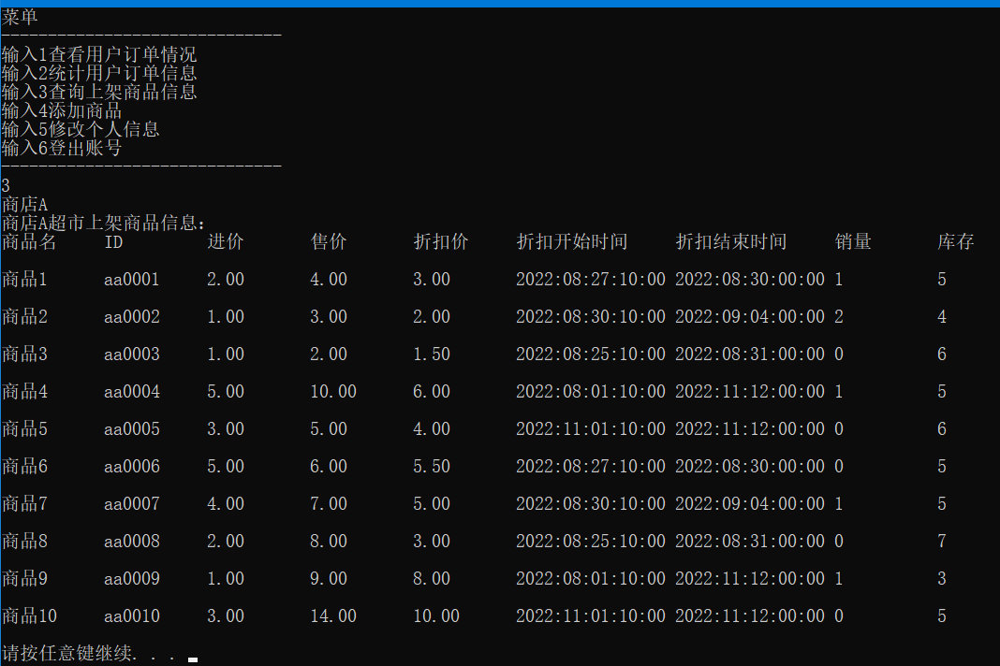 菜单
------------------------------
输入1查看用户订单情况
输入2统计用户订单信息
输入3查询上架商品信息
输入4添加商品
输入5修改个人信息
输入6登出账号
------------------------------
3
商店A
商店A超市上架商品信息：
商品名 ID 进价 售价 折扣价 折扣开始时间 折扣结束时间 销量 库存
商品1 aa0001 2.00 4.00 3.00 2022:08:27:10:00 2022:08:30:00:00 1 5
商品2 aa0002 1.00 3.00 2.00 2022:08:30:10:00 2022:09:04:00:00 2 4
商品3 aa0003 1.00 2.00 1.50 2022:08:25:10:00 2022:08:31:00:00 0 6
商品4 aa0004 5.00 10.00 6.00 2022:08:01:10:00 2022:11:12:00:00 1 5
商品5 aa0005 3.00 5.00 4.00 2022:11:01:10:00 2022:11:12:00:00 0 6
商品6 aa0006 5.00 6.00 5.50 2022:08:27:10:00 2022:08:30:00:00 0 5
商品7 aa0007 4.00 7.00 5.00 2022:08:30:10:00 2022:09:04:00:00 1 5
商品8 aa0008 2.00 8.00 3.00 2022:08:25:10:00 2022:08:31:00:00 0 7
商品9 aa0009 1.00 9.00 8.00 2022:08:01:10:00 2022:11:12:00:00 1 3
商品10 aa0010 3.00 14.00 10.00 2022:11:01:10:00 2022:11:12:00:00 0 5
请按任意键继续. . .